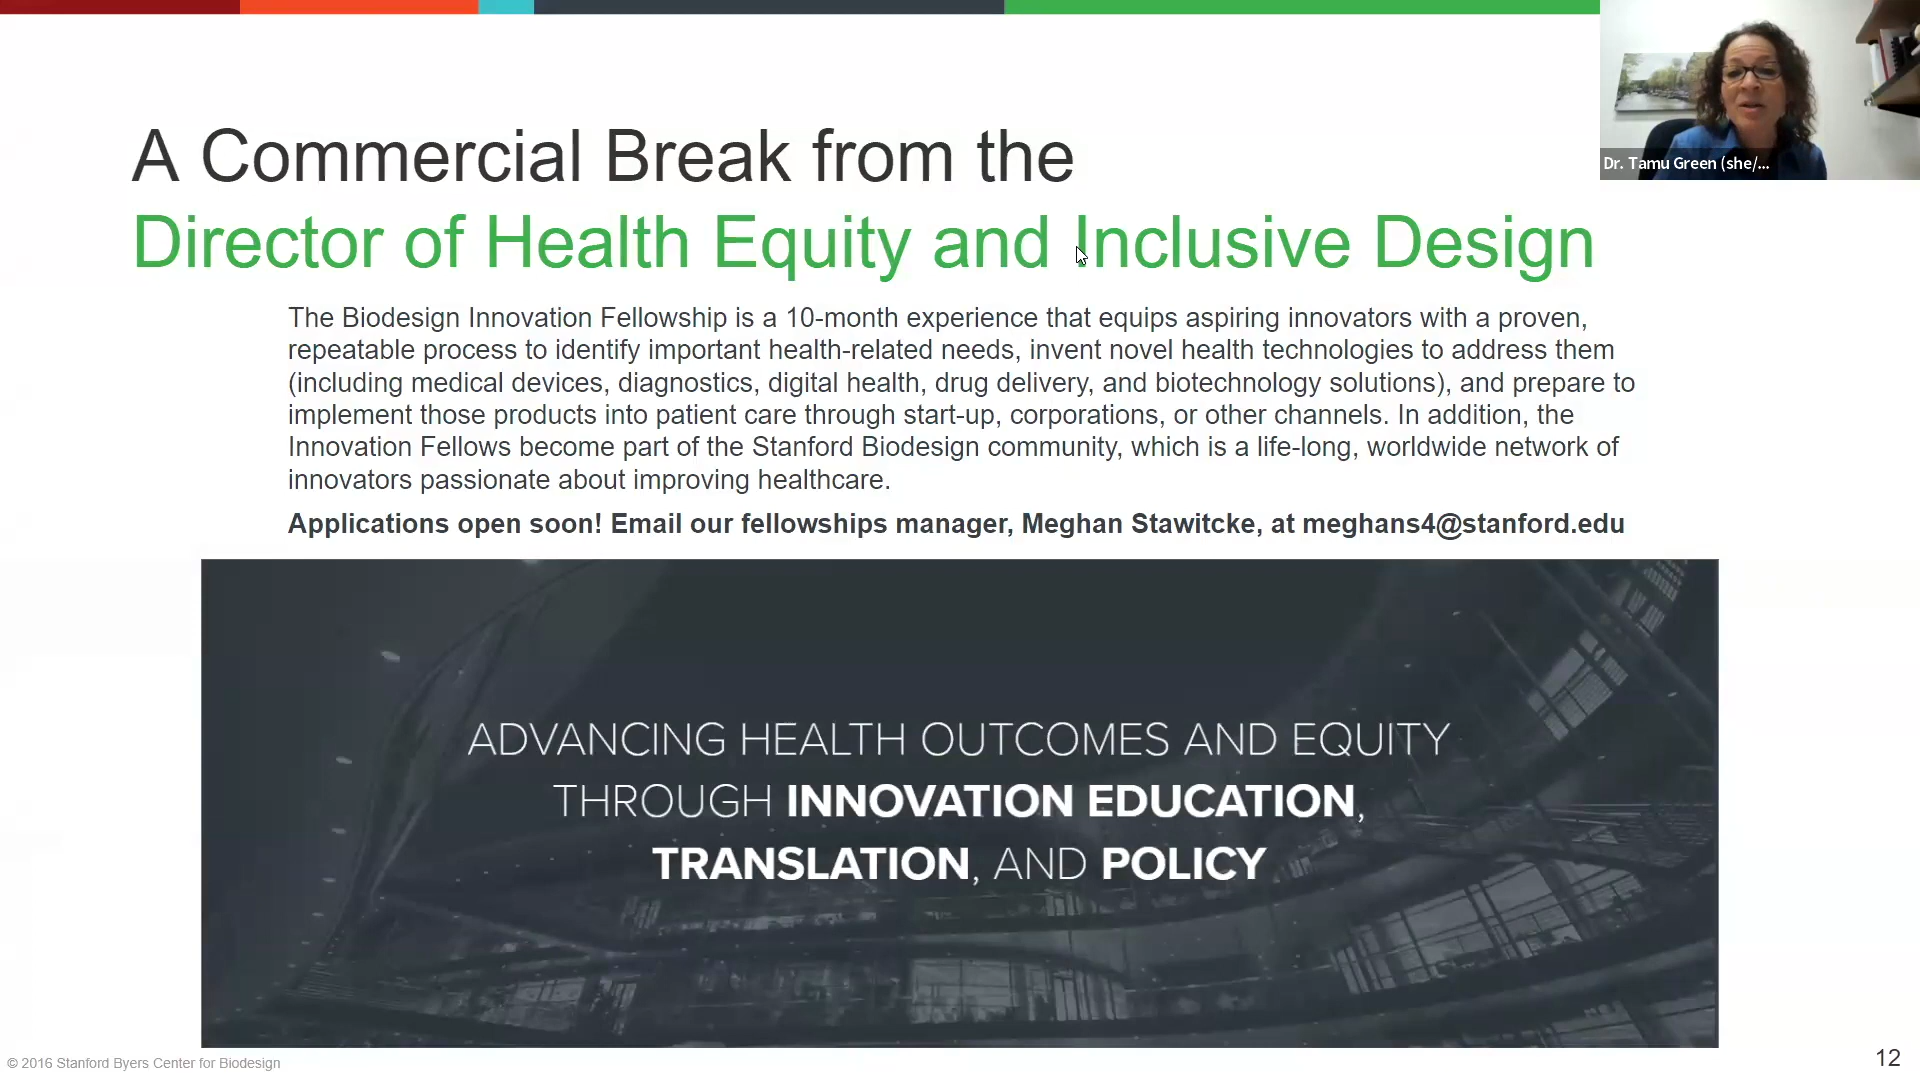 A Commercial Break from the
Director of Health Equity and Inclusive Design
Dr. Tamu Green (she/...
The Biodesign Innovation Fellowship is a 10-month experience that equips aspiring innovators with a proven,
repeatable process to identify important health-related needs, invent novel health technologies to address them
(including medical devices, diagnostics, digital health, drug delivery, and biotechnology solutions), and prepare to
implement those products into patient care through start-up, corporations, or other channels. In addition, the
Innovation Fellows become part of the Stanford Biodesign community, which is a life-long, worldwide network of
innovators passionate about improving healthcare.
Applications open soon! Email our fellowships manager, Meghan Stawitcke, at meghans4@stanford.edu
ADVANCING HEALTH OUTCOMES AND EQUITY
THROUGH INNOVATION EDUCATION,
TRANSLATION, AND POLICY
© 2016 Stanford Byers Center for Biodesign
12